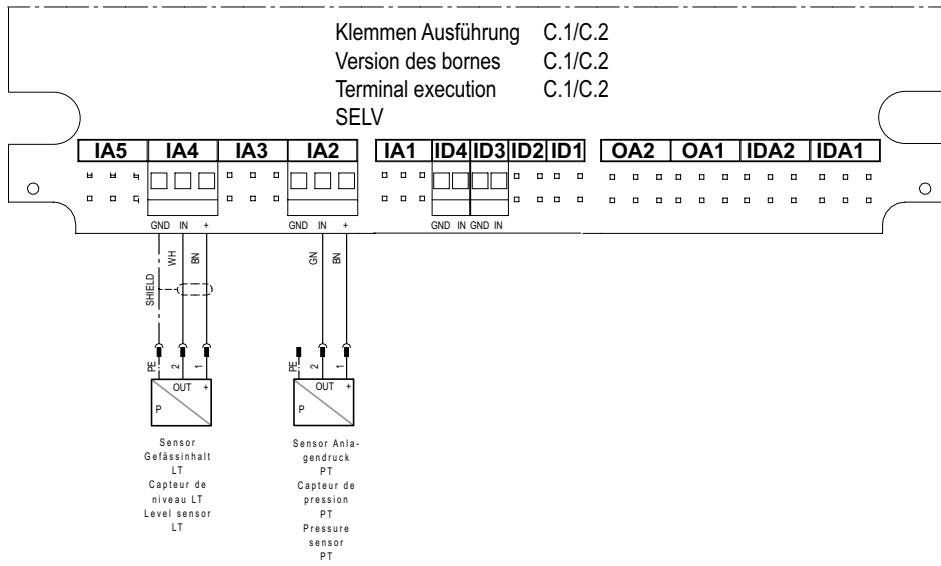 Klemmen Ausführung C.1/C.2
Version des bornes C.1/C.2
Terminal execution C.1/C.2
SELV
IA5 IA4 IA3 IA2 IA1 ID4 ID3 ID2 ID1 OA2 OA1 IDA2 IDA1
GND IN + GND IN + GND IN GND IN
SHIELD WH BN GN BN
PE 2 1 PE 2 1
OUT + OUT +
P P
Sensor
Gefässinhalt
LT
Capteur de
niveau LT
Level sensor
LT
Sensor Anla-
gendruck
PT
Capteur de
pression
PT
Pressure
sensor
PT